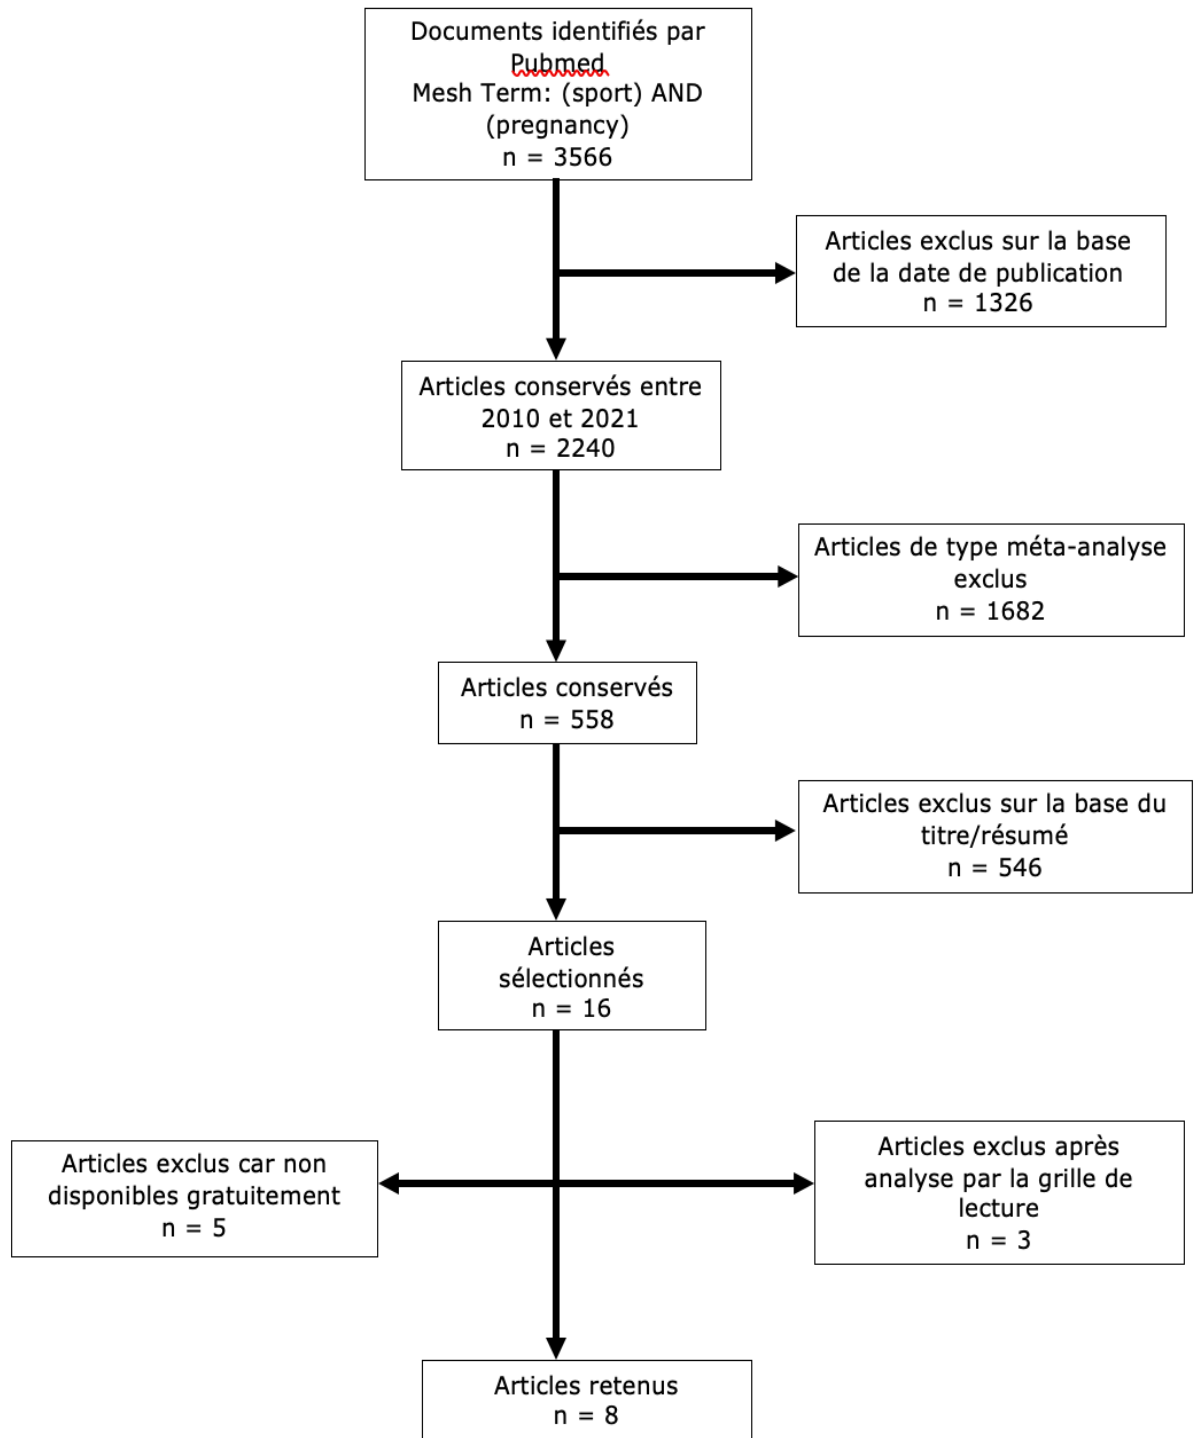 Documents identifiés par
Pubmed
Mesh Term: (sport) AND
(pregnancy)
n = 3566
Articles exclus sur la base
de la date de publication
n = 1326
Articles conservés entre
2010 et 2021
n = 2240
Articles de type méta-analyse
exclus
n = 1682
Articles conservés
n = 558
Articles exclus sur la base du
titre/résumé
n = 546
Articles
sélectionnés
n = 16
Articles exclus car non
disponibles gratuitement
n = 5
Articles exclus après
analyse par la grille de
lecture
n = 3
Articles retenus
n = 8